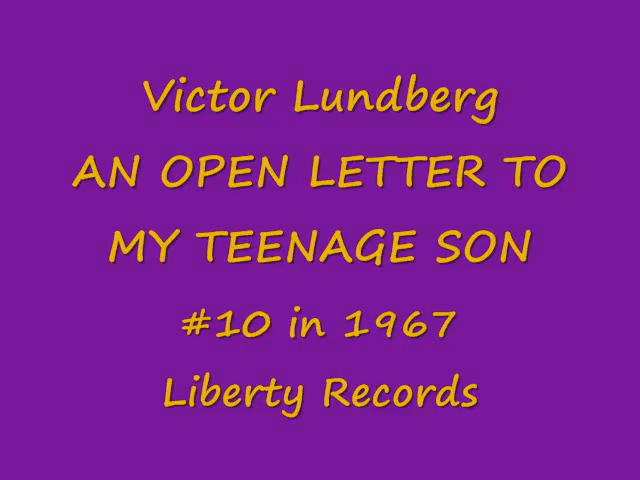 Victor Lundberg
AN OPEN LETTER TO
MY TEENAGE SON
#10 in 1967
Liberty Records